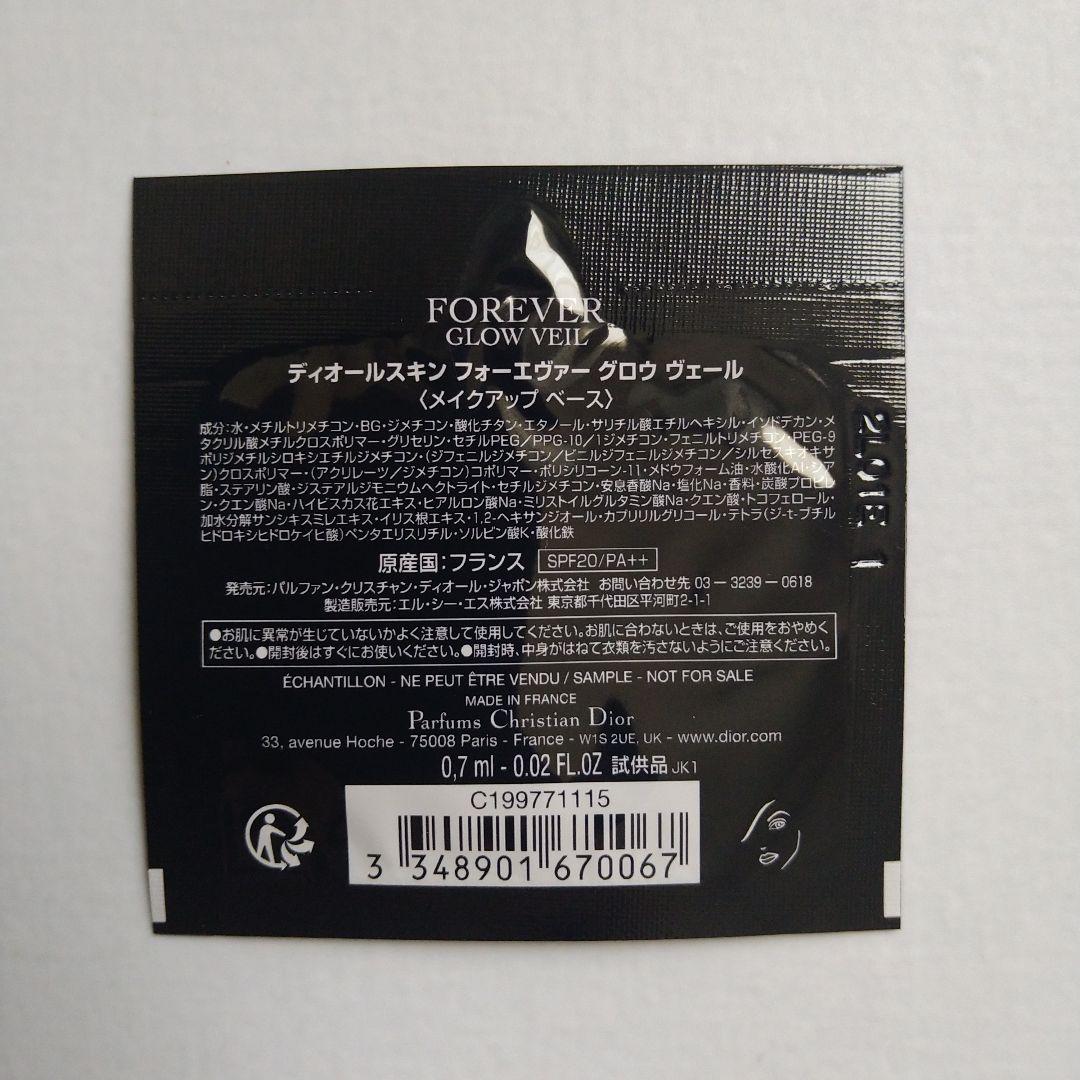 FOREVER
GLOW VEIL
ディオールスキン フォーエヴァー グロウ ヴェール
〈メイクアップ ベース〉
成分:水・メチルトリメチコン・BG・ジメチコン・酸化チタン・エタノール・サリチル酸エチルヘキシル・イソドデカン・メ
タクリル酸メチルクロスポリマー・グリセリン・セチルPEG/PPG-10/1ジメチコン・フェニルトリメチコン・PEG-9
ポリジメチルシロキシエチルジメチコン・(ジフェニルジメチコン/ビニルジフェニルジメチコン/シルセスキオキサ
ン)クロスポリマー・(アクリレーツ/ジメチコン)コポリマー・ポリシリコーン-11・メドウフォーム油・水酸化Al・シア
脂・ステアリン酸・ジステアルジモニウムヘクトライト・セチルジメチコン・安息香酸Na・塩化Na・香料・炭酸プロピレ
ン・クエン酸Na・ハイビスカス花エキス・ヒアルロン酸Na・ミリストイルグルタミン酸Na・クエン酸・トコフェロール・
加水分解サンシキスミレエキス・イリス根エキス・1,2-ヘキサンジオール・カプリリルグリコール・テトラ(ジ-t-ブチル
ヒドロキシヒドロケイヒ酸)ペンタエリスリチル・ソルビン酸K・酸化鉄
原産国:フランス SPF20/PA++
発売元:パルファン・クリスチャン・ディオール・ジャポン株式会社 お問い合わせ先 03－3239－0618
製造販売元:エル・シー・エス株式会社 東京都千代田区平河町2-1-1
●お肌に異常が生じていないかよく注意して使用してください。お肌に合わないときは、ご使用をおやめく
ださい。●開封後はすぐにお使いください。●開封時、中身がはねて衣類を汚さないようにご注意ください。
ÉCHANTILLON - NE PEUT ÊTRE VENDU / SAMPLE - NOT FOR SALE
MADE IN FRANCE
Parfums Christian Dior
33, avenue Hoche - 75008 Paris - France - W1S 2UE, UK - www.dior.com
0,7 ml - 0.02 FL.OZ 試供品 JK1
C199771115
3 348901 670067
2L01E 1